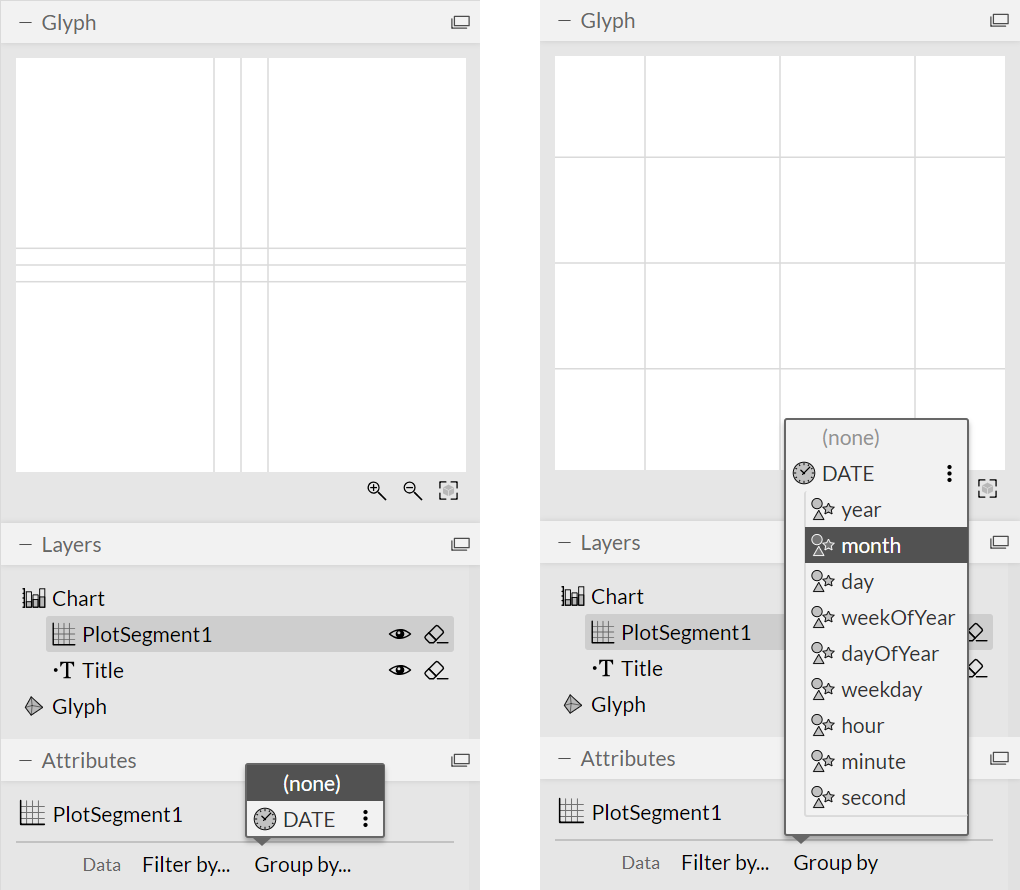 Glyph
Layers
Chart
PlotSegment1
Title
Glyph
Attributes
(none)
PlotSegment1
DATE
Data Filter by... Group by...
Glyph
(none)
DATE
year
Layers
month
Chart
day
PlotSegment1
weekOfYear
Title
dayOfYear
Glyph
weekday
hour
Attributes
minute
second
PlotSegment1
Data Filter by... Group by